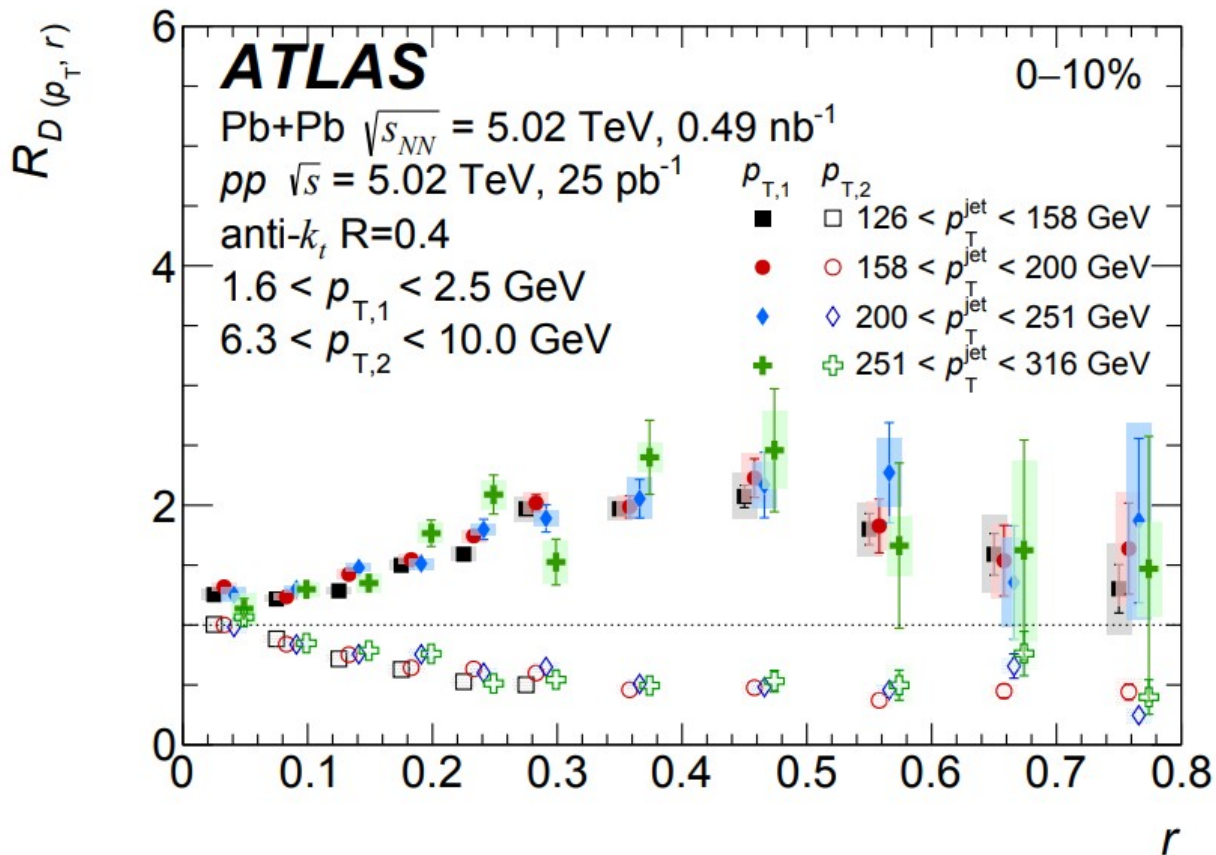 6
ATLAS
0–10%
R_D (p_T, r)
Pb+Pb √s_NN = 5.02 TeV, 0.49 nb⁻¹
pp √s = 5.02 TeV, 25 pb⁻¹
p_T,1 p_T,2
anti-k_t R=0.4
126 < p_T^jet < 158 GeV
4
158 < p_T^jet < 200 GeV
1.6 < p_T,1 < 2.5 GeV
200 < p_T^jet < 251 GeV
6.3 < p_T,2 < 10.0 GeV
251 < p_T^jet < 316 GeV
2
0
0 0.1 0.2 0.3 0.4 0.5 0.6 0.7 0.8
r